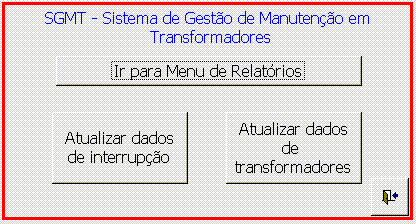 SGMT - Sistema de Gestão de Manutenção em
Transformadores
Ir para Menu de Relatórios
Atualizar dados
de interrupção
Atualizar dados
de
transformadores